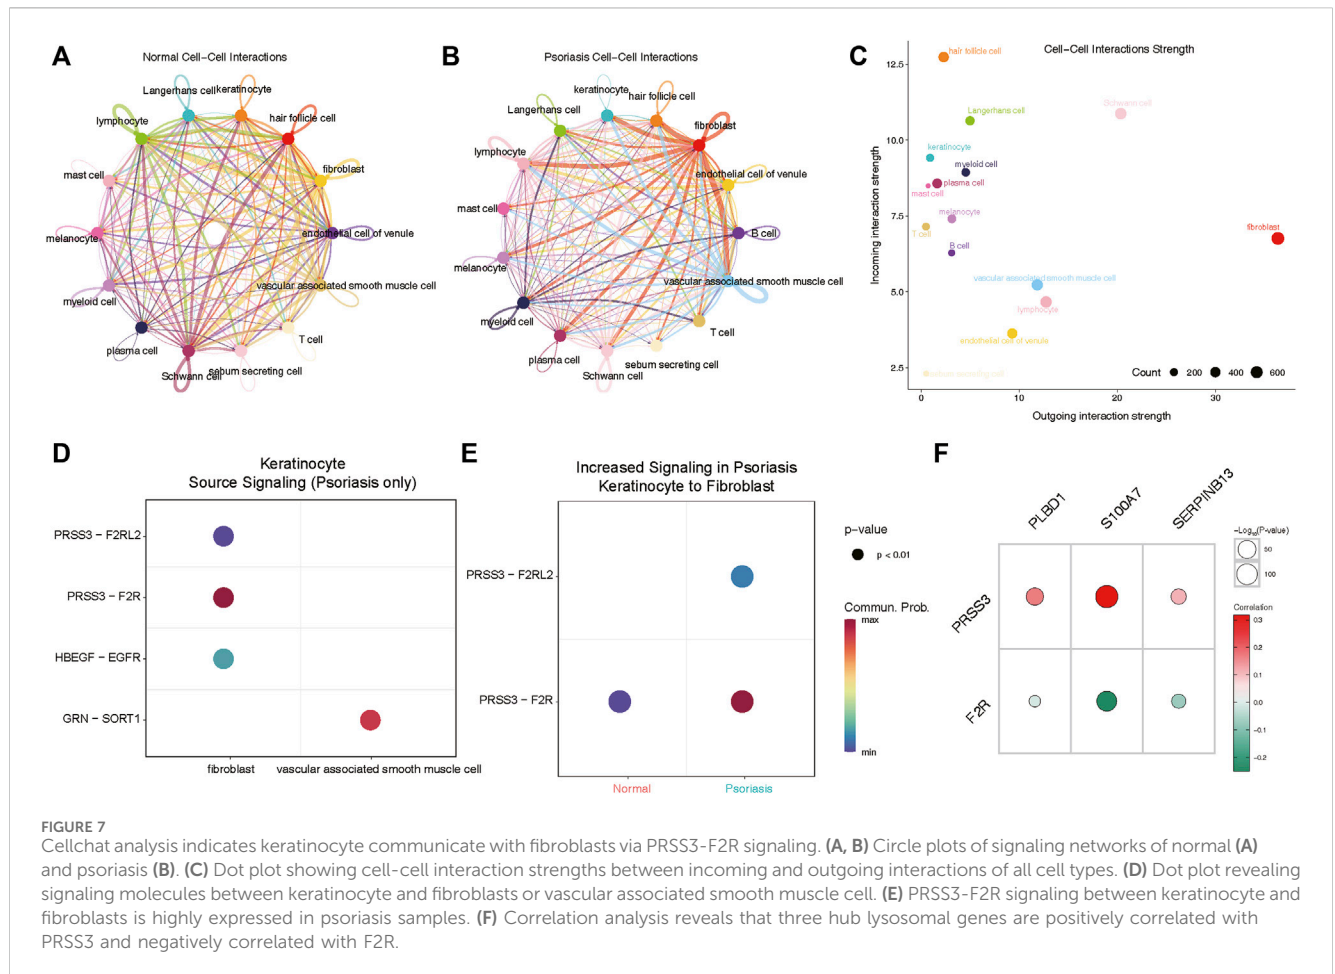 A
Normal Cell–Cell Interactions
Langerhans cell
keratinocyte
lymphocyte
hair follicle cell
mast cell
fibroblast
melanocyte
endothelial cell of venule
myeloid cell
vascular associated smooth muscle cell
plasma cell
T cell
Schwann cell
sebum secreting cell
B
Psoriasis Cell–Cell Interactions
keratinocyte
hair follicle cell
Langerhans cell
fibroblast
lymphocyte
endothelial cell of venule
mast cell
B cell
melanocyte
vascular associated smooth muscle cell
myeloid cell
T cell
plasma cell
sebum secreting cell
Schwann cell
C
Cell–Cell Interactions Strength
Incoming interaction strength
12.5
10.0
7.5
5.0
2.5
hair follicle cell
Schwann cell
Langerhans cell
keratinocyte
myeloid cell
plasma cell
mast cell
melanocyte
T cell
fibroblast
B cell
vascular associated smooth muscle cell
lymphocyte
endothelial cell of venule
sebum secreting cell
Count 200 400 600
0 10 20 30
Outgoing interaction strength
D
Keratinocyte
Source Signaling (Psoriasis only)
PRSS3 – F2RL2
PRSS3 – F2R
HBEGF – EGFR
GRN – SORT1
fibroblast
vascular associated smooth muscle cell
E
Increased Signaling in Psoriasis
Keratinocyte to Fibroblast
PRSS3 – F2RL2
PRSS3 – F2R
Normal
Psoriasis
p–value
p < 0.01
Commun. Prob.
max
min
F
PLBD1
S100A7
SERPINB13
PRSS3
F2R
−Log10(P-value)
50
100
Correlation
0.3
0.2
0.1
0.0
−0.1
−0.2
FIGURE 7
Cellchat analysis indicates keratinocyte communicate with fibroblasts via PRSS3-F2R signaling. (A, B) Circle plots of signaling networks of normal (A)
and psoriasis (B). (C) Dot plot showing cell-cell interaction strengths between incoming and outgoing interactions of all cell types. (D) Dot plot revealing
signaling molecules between keratinocyte and fibroblasts or vascular associated smooth muscle cell. (E) PRSS3-F2R signaling between keratinocyte and
fibroblasts is highly expressed in psoriasis samples. (F) Correlation analysis reveals that three hub lysosomal genes are positively correlated with
PRSS3 and negatively correlated with F2R.